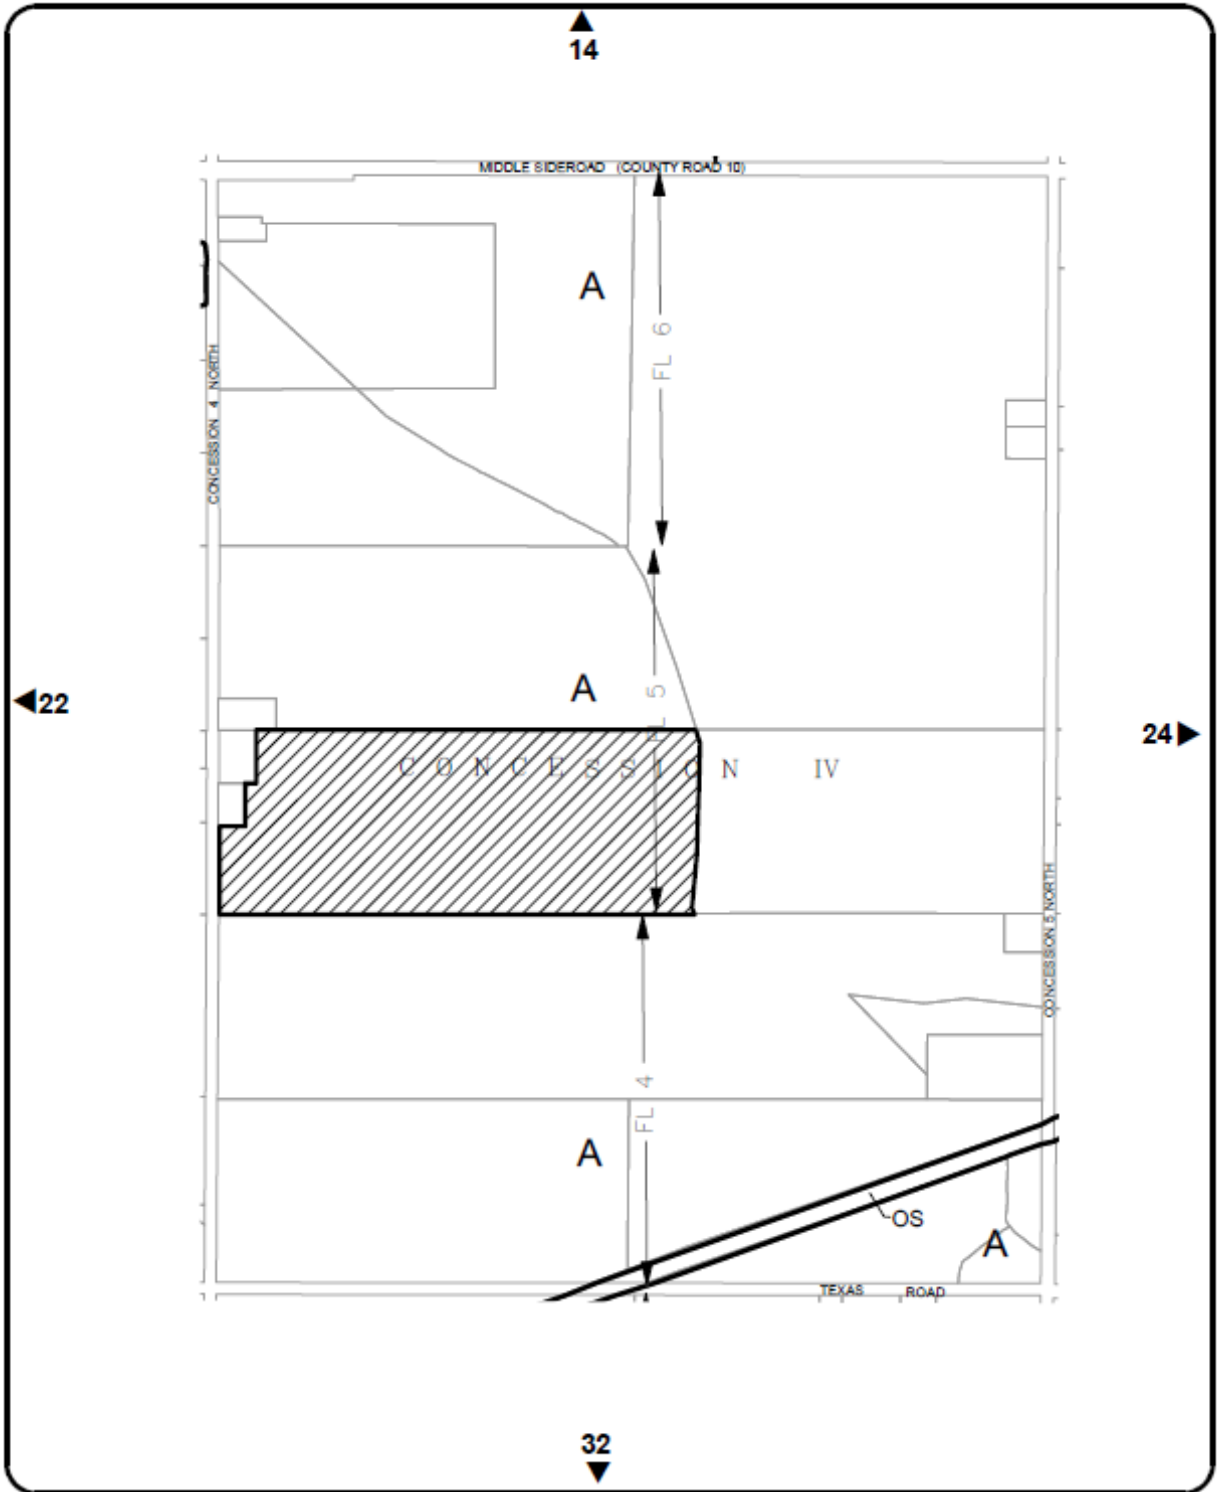 14
MIDDLE SIDEROAD (COUNTY ROAD 10)
A
FL 6
CONCESSION 4 NORTH
A
FL 5
22
24
CONCESSION IV
CONCESSION 5 NORTH
FL 4
A
OS
A
TEXAS ROAD
32